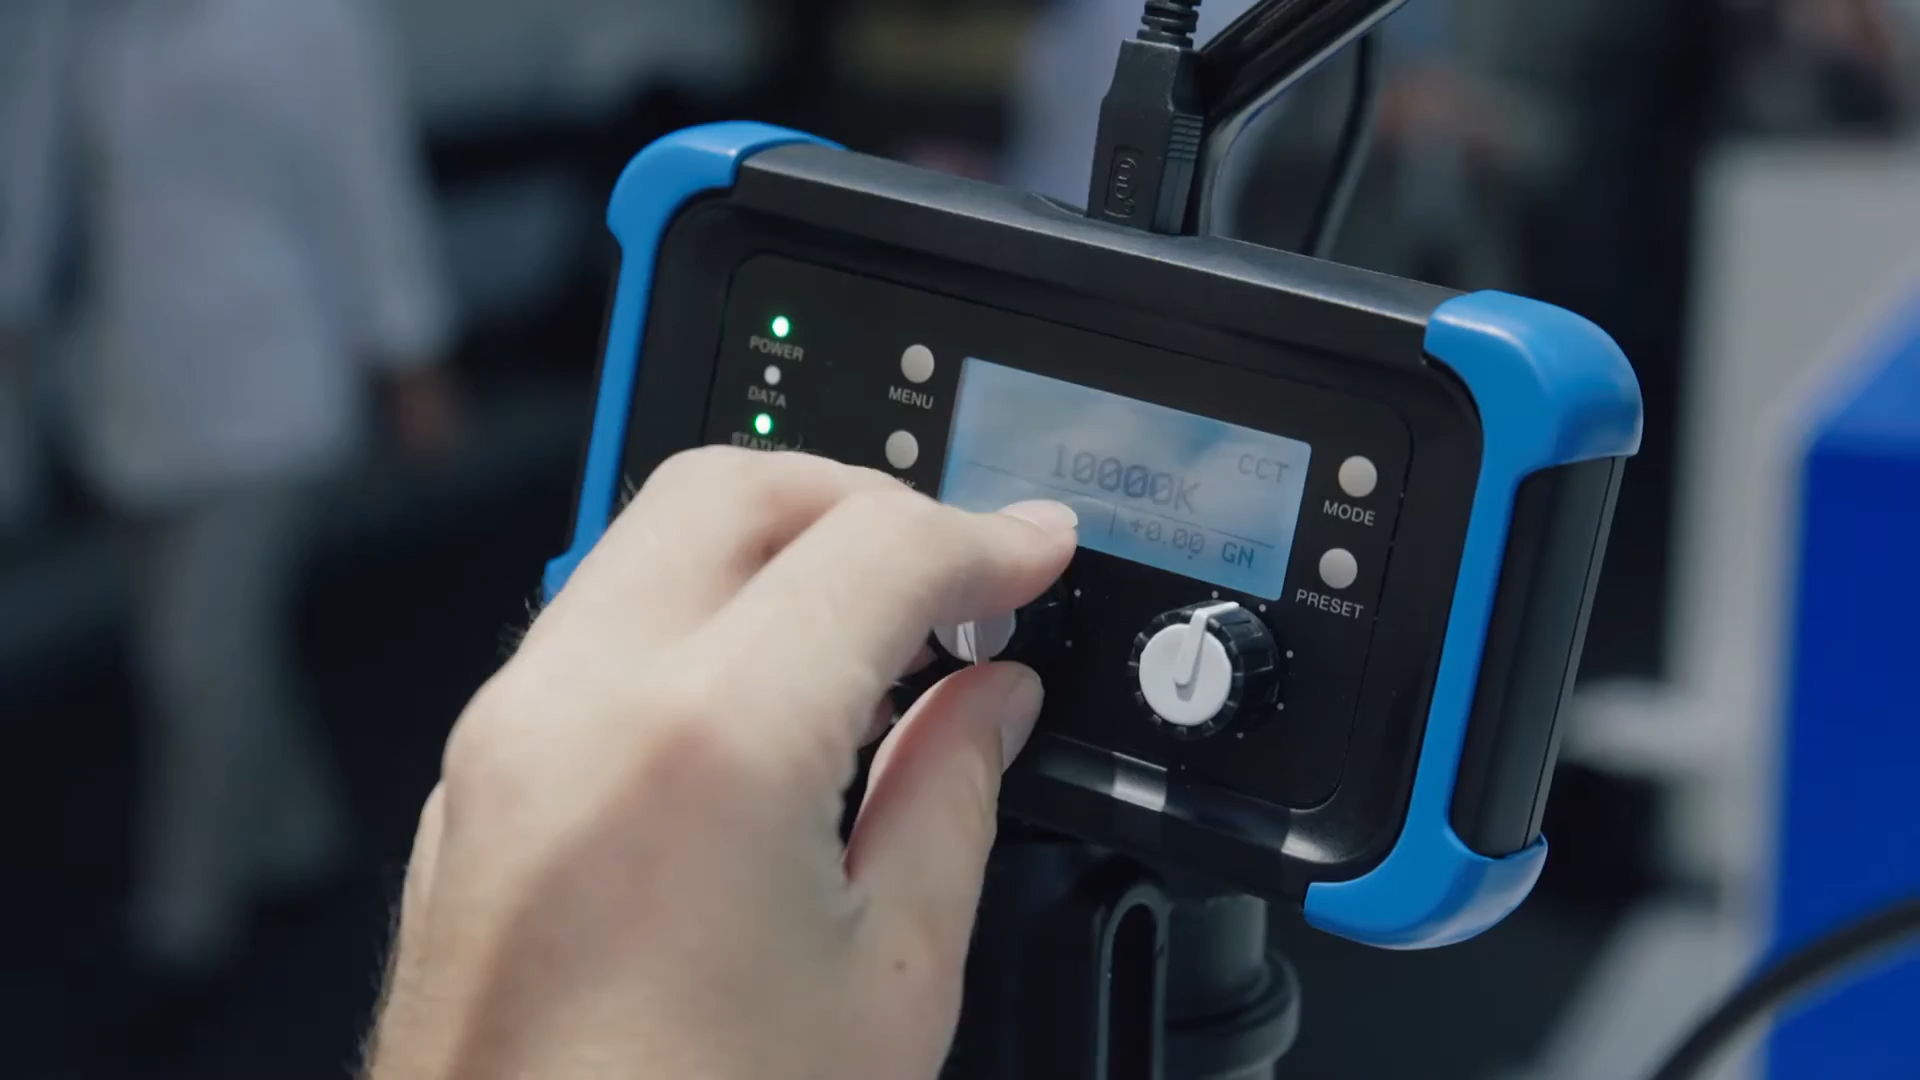 POWER
DATA
MENU
CCT
10000K
+0.00 GN
MODE
PRESET